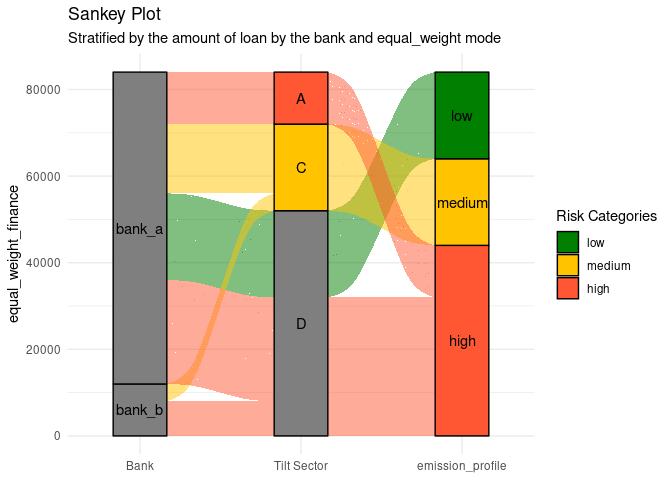 Sankey Plot
Stratified by the amount of loan by the bank and equal_weight mode
equal_weight_finance
80000
60000
40000
20000
0
bank_a
bank_b
A
C
D
low
medium
high
Bank
Tilt Sector
emission_profile
Risk Categories
low
medium
high